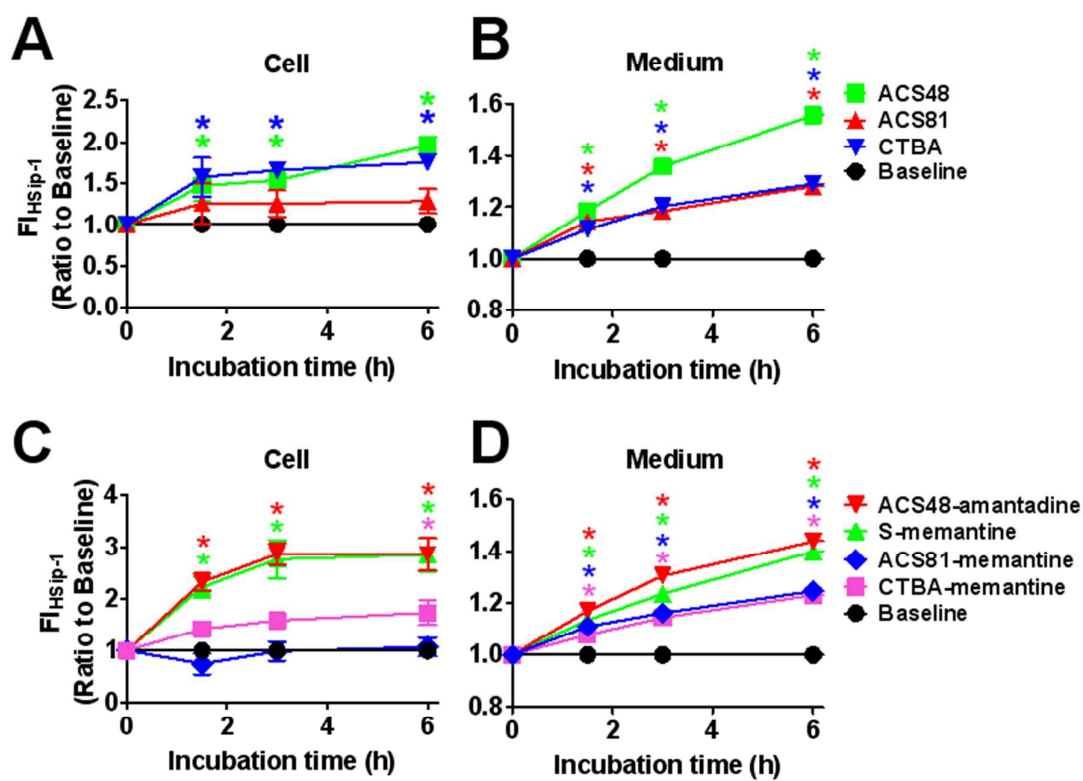 A
Cell
FI HSip-1
(Ratio to Baseline)
2.5
2.0
1.5
1.0
0.5
0.0
0 2 4 6
Incubation time (h)
* * *
* * *
B
Medium
1.6
1.4
1.2
1.0
0.8
0 2 4 6
Incubation time (h)
* * *
* * *
* * *
ACS48
ACS81
CTBA
Baseline
C
Cell
FI HSip-1
(Ratio to Baseline)
4
3
2
1
0
0 2 4 6
Incubation time (h)
* * *
* * *
*
D
Medium
1.6
1.4
1.2
1.0
0.8
0 2 4 6
Incubation time (h)
* * *
* * *
* * *
* * *
ACS48-amantadine
S-memantine
ACS81-memantine
CTBA-memantine
Baseline